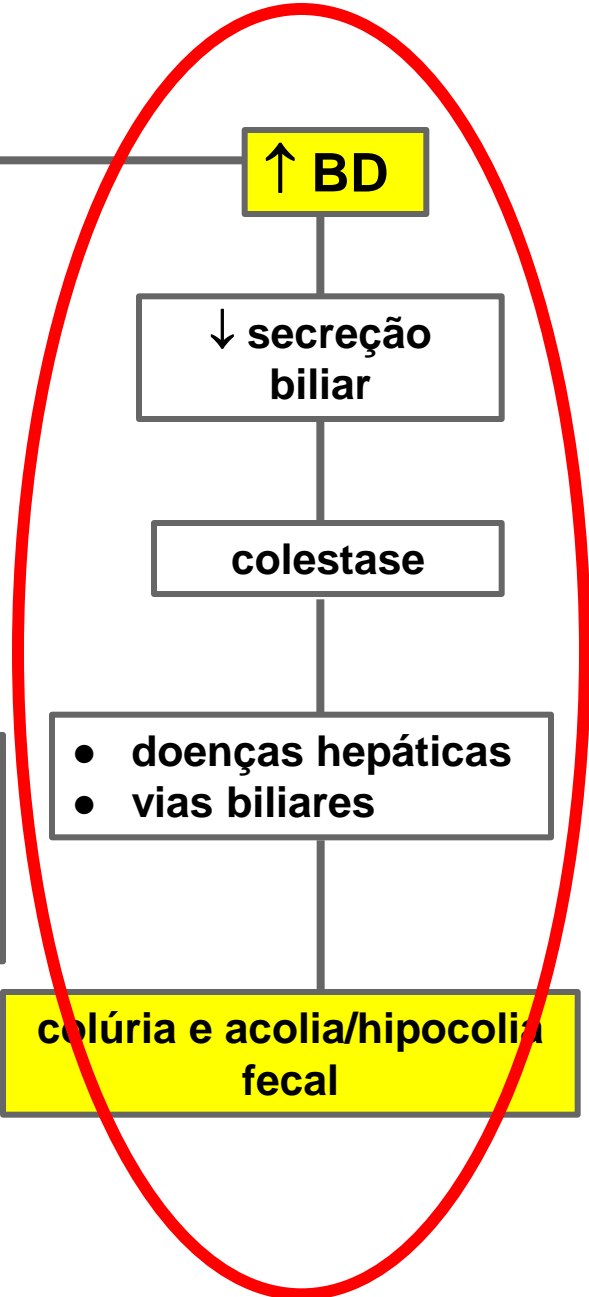 ↑ BD
↓ secreção
biliar
colestase
● doenças hepáticas
● vias biliares
colúria e acolia/hipocolia
fecal